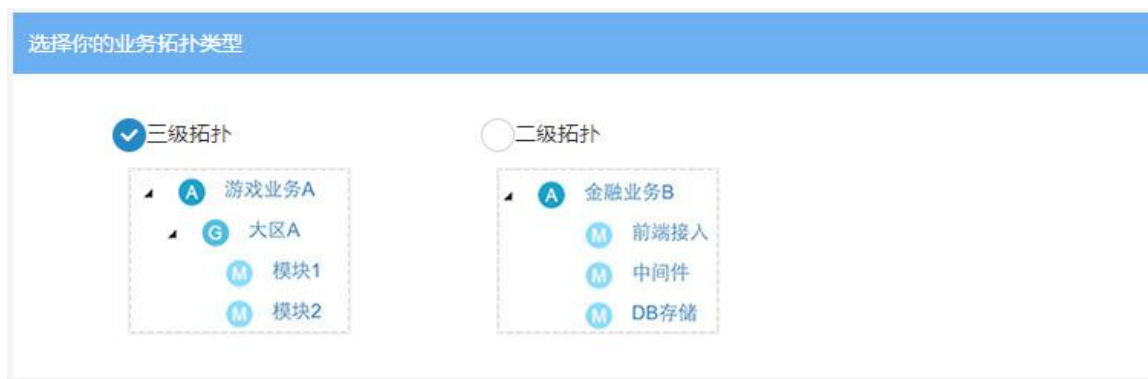 选择你的业务拓扑类型
三级拓扑
A 游戏业务A
G 大区A
M 模块1
M 模块2
二级拓扑
A 金融业务B
M 前端接入
M 中间件
M DB存储